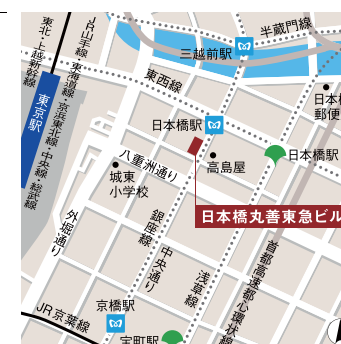 半蔵門線
三越前駅
JR山手線・東海道線
京浜東北線・中央線・総武線
東北・上越新幹線
東西線
東京駅
日本橋駅
日本橋駅
高島屋
八重洲通り
城東
小学校
日本橋丸善東急ビル
外堀通り
銀座線
中央通り
浅草線
首都高速都心環状線
京橋駅
JR京葉線
宝町駅